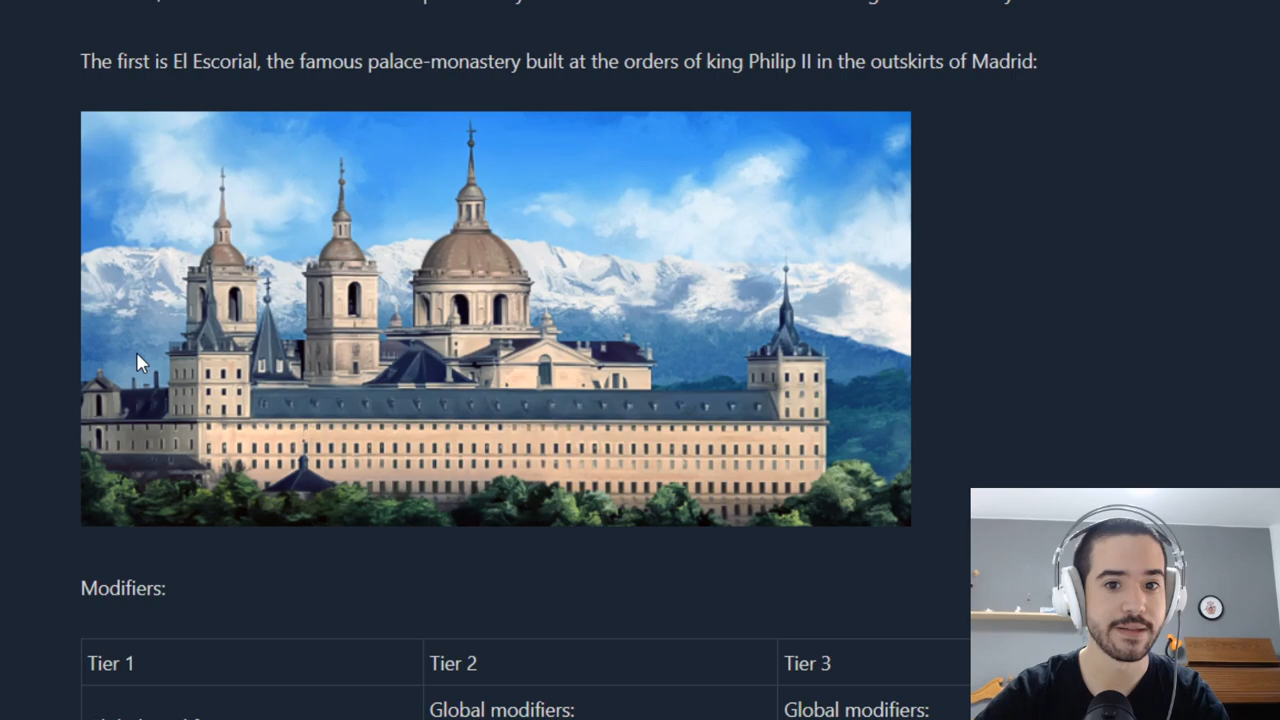 The first is El Escorial, the famous palace-monastery built at the orders of king Philip II in the outskirts of Madrid:
Modifiers:
Tier 1
Tier 2
Tier 3
Global modifiers:
Global modifiers: